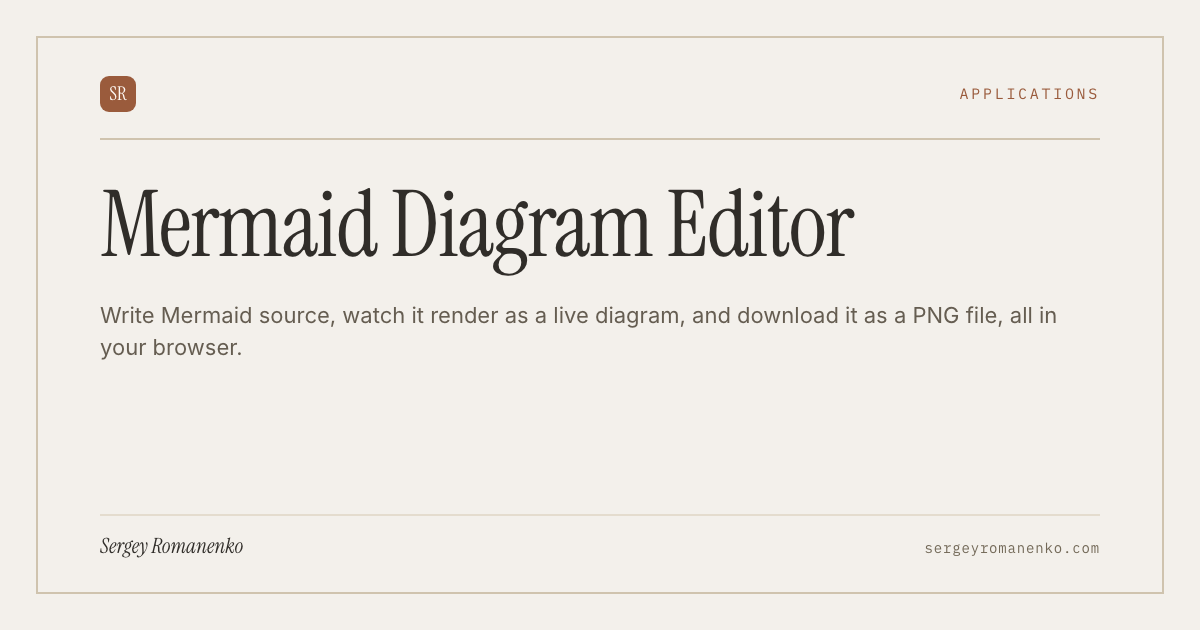 SR
APPLICATIONS
Mermaid Diagram Editor
Write Mermaid source, watch it render as a live diagram, and download it as a PNG file, all in
your browser.
Sergey Romanenko
sergeyromanenko.com